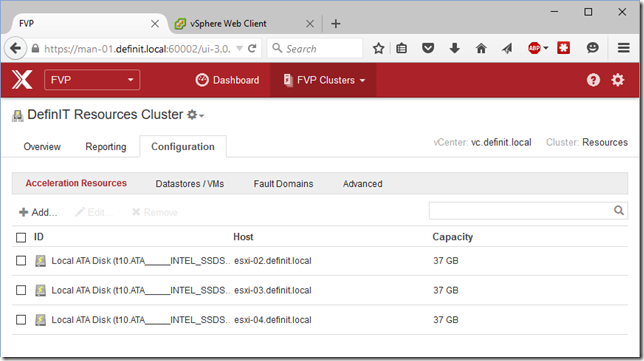 FVP
vSphere Web Client
https://man-01.definit.local:60002/ui-3.0.
Search
ABP
FVP
Dashboard
FVP Clusters
DefinIT Resources Cluster
Overview Reporting Configuration
vCenter: vc.definit.local Cluster: Resources
Acceleration Resources Datastores / VMs Fault Domains Advanced
Add... Edit... Remove
ID Host Capacity
Local ATA Disk (t10.ATA_____INTEL_SSDS.. esxi-02.definit.local 37 GB
Local ATA Disk (t10.ATA_____INTEL_SSDS.. esxi-03.definit.local 37 GB
Local ATA Disk (t10.ATA_____INTEL_SSDS.. esxi-04.definit.local 37 GB